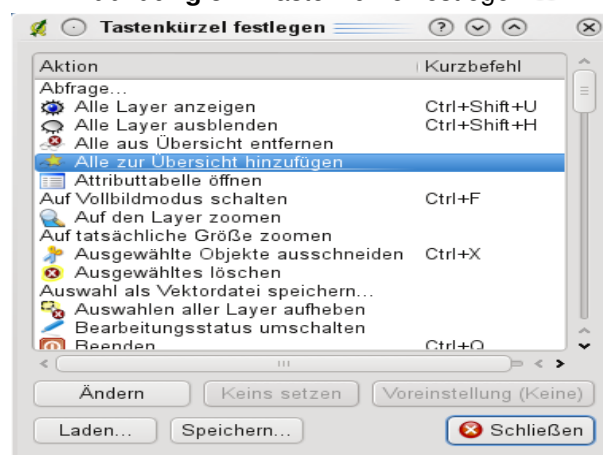 Tastenkürzel festlegen
Aktion Kurzbefehl
Abfrage...
Alle Layer anzeigen Ctrl+Shift+U
Alle Layer ausblenden Ctrl+Shift+H
Alle aus Übersicht entfernen
Alle zur Übersicht hinzufügen
Attributtabelle öffnen
Auf Vollbildmodus schalten Ctrl+F
Auf den Layer zoomen
Auf tatsächliche Größe zoomen
Ausgewählte Objekte ausschneiden Ctrl+X
Ausgewähltes löschen
Auswahl als Vektordatei speichern...
Auswahlen aller Layer aufheben
Bearbeitungsstatus umschalten
Beenden Ctrl+Q
Ändern Keins setzen Voreinstellung (Keine)
Laden... Speichern... Schließen